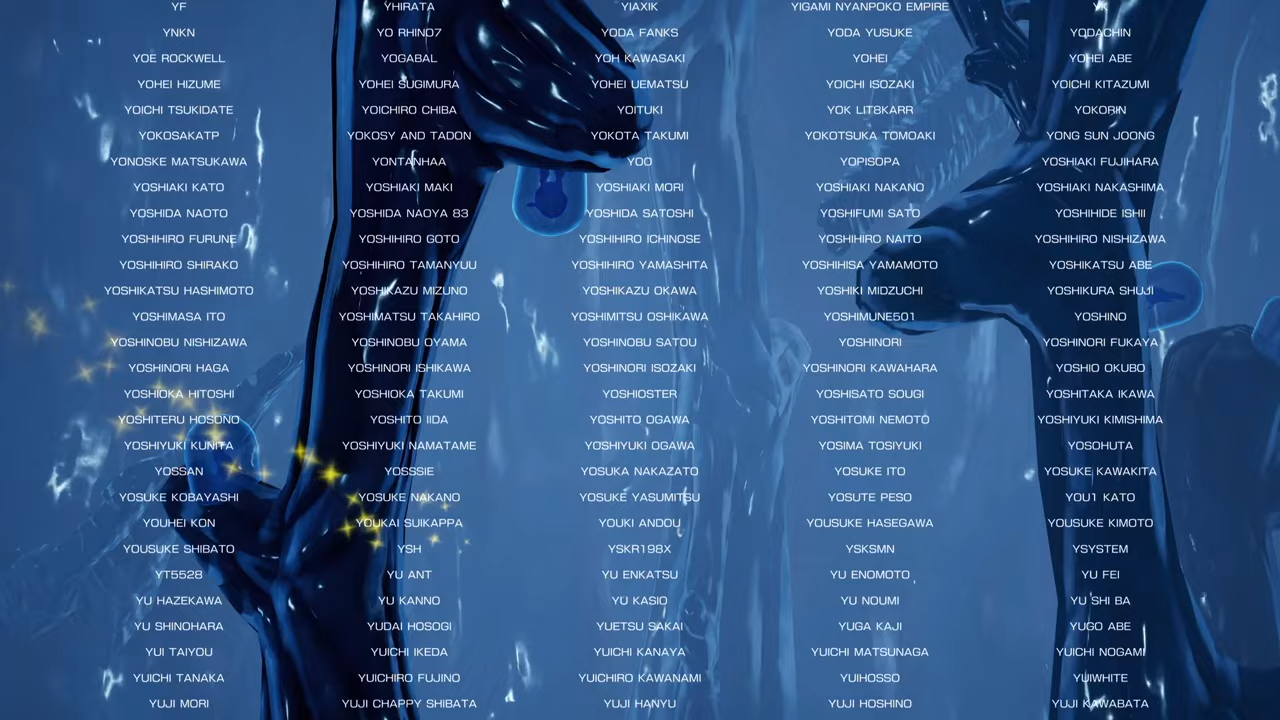 YF YHIRATA YIAXIK YIGAMI NYANPOKO EMPIRE YK
YNKN YO RHINO7 YODA FANKS YODA YUSUKE YODACHIN
YOE ROCKWELL YOGABAL YOH KAWASAKI YOHEI YOHEI ABE
YOHEI HIZUME YOHEI SUGIMURA YOHEI UEMATSU YOICHI ISOZAKI YOICHI KITAZUMI
YOICHI TSUKIDATE YOICHIRO CHIBA YOITUKI YOK LIT8KARR YOKORIN
YOKOSAKATP YOKOSY AND TADON YOKOTA TAKUMI YOKOTSUKA TOMOAKI YONG SUN JOONG
YONOSKE MATSUKAWA YONTANHAA YOO YOPISOPA YOSHIAKI FUJIHARA
YOSHIAKI KATO YOSHIAKI MAKI YOSHIAKI MORI YOSHIAKI NAKANO YOSHIAKI NAKASHIMA
YOSHIDA NAOTO YOSHIDA NAOYA 83 YOSHIDA SATOSHI YOSHIFUMI SATO YOSHIHIDE ISHII
YOSHIHIRO FURUNE YOSHIHIRO GOTO YOSHIHIRO ICHINOSE YOSHIHIRO NAITO YOSHIHIRO NISHIZAWA
YOSHIHIRO SHIRAKO YOSHIHIRO TAMANYUU YOSHIHIRO YAMASHITA YOSHIHISA YAMAMOTO YOSHIKATSU ABE
YOSHIKATSU HASHIMOTO YOSHIKAZU MIZUNO YOSHIKAZU OKAWA YOSHIKI MIDZUCHI YOSHIKURA SHUJI
YOSHIMASA ITO YOSHIMATSU TAKAHIRO YOSHIMITSU OSHIKAWA YOSHIMUNE501 YOSHINO
YOSHINOBU NISHIZAWA YOSHINOBU OYAMA YOSHINOBU SATOU YOSHINORI YOSHINORI FUKAYA
YOSHINORI HAGA YOSHINORI ISHIKAWA YOSHINORI ISOZAKI YOSHINORI KAWAHARA YOSHIO OKUBO
YOSHIOKA HITOSHI YOSHIOKA TAKUMI YOSHIOSTER YOSHISATO SOUGI YOSHITAKA IKAWA
YOSHITERU HOSONO YOSHITO IIDA YOSHITO OGAWA YOSHITOMI NEMOTO YOSHIYUKI KIMISHIMA
YOSHIYUKI KUNITA YOSHIYUKI NAMATAME YOSHIYUKI OGAWA YOSIMA TOSIYUKI YOSOHUTA
YOSSAN YOSSSIE YOSUKA NAKAZATO YOSUKE ITO YOSUKE KAWAKITA
YOSUKE KOBAYASHI YOSUKE NAKANO YOSUKE YASUMITSU YOSUTE PESO YOU1 KATO
YOUHEI KON YOUKAI SUIKAPPA YOUKI ANDOU YOUSUKE HASEGAWA YOUSUKE KIMOTO
YOUSUKE SHIBATO YSH YSKR198X YSKSMN YSYSTEM
YT5528 YU ANT YU ENKATSU YU ENOMOTO YU FEI
YU HAZEKAWA YU KANNO YU KASIO YU NOUMI YU SHI BA
YU SHINOHARA YUDAI HOSOGI YUETSU SAKAI YUGA KAJI YUGO ABE
YUI TAIYOU YUICHI IKEDA YUICHI KANAYA YUICHI MATSUNAGA YUICHI NOGAMI
YUICHI TANAKA YUICHIRO FUJINO YUICHIRO KAWANAMI YUIHOSSO YUIWHITE
YUJI MORI YUJI CHAPPY SHIBATA YUJI HANYU YUJI HOSHINO YUJI KAWABATA